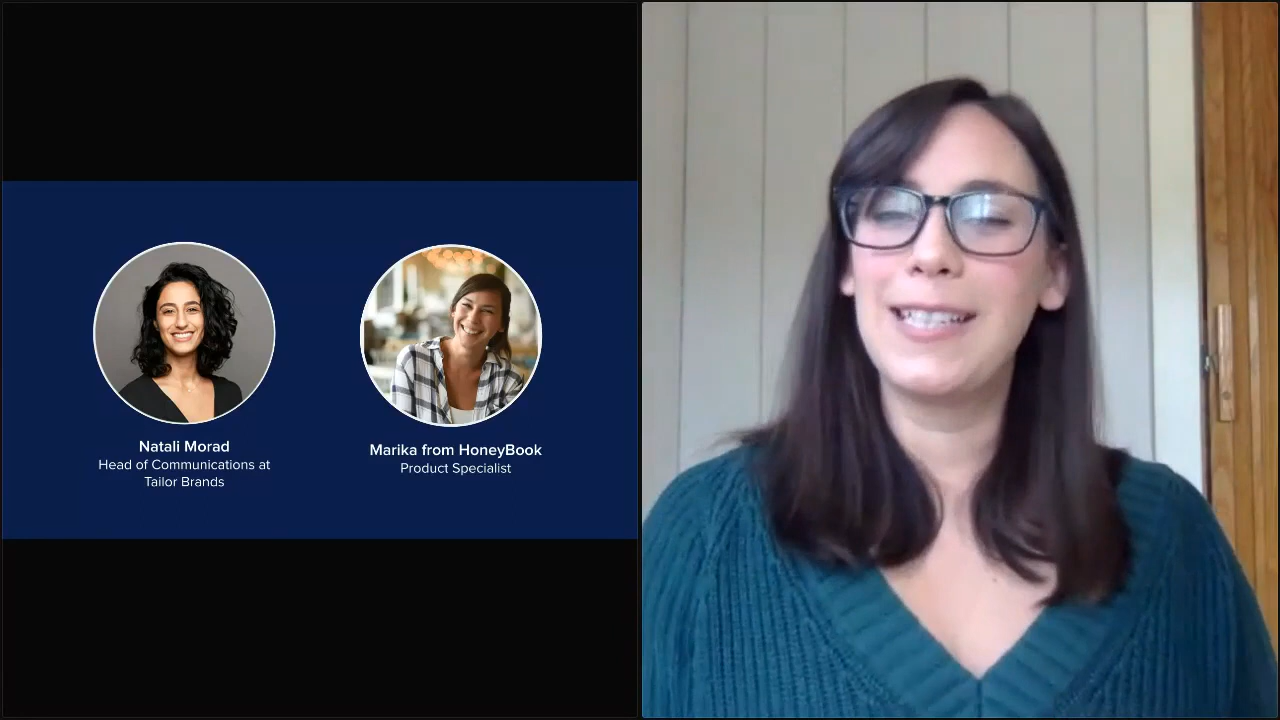 Natali Morad
Head of Communications at
Tailor Brands
Marika from HoneyBook
Product Specialist